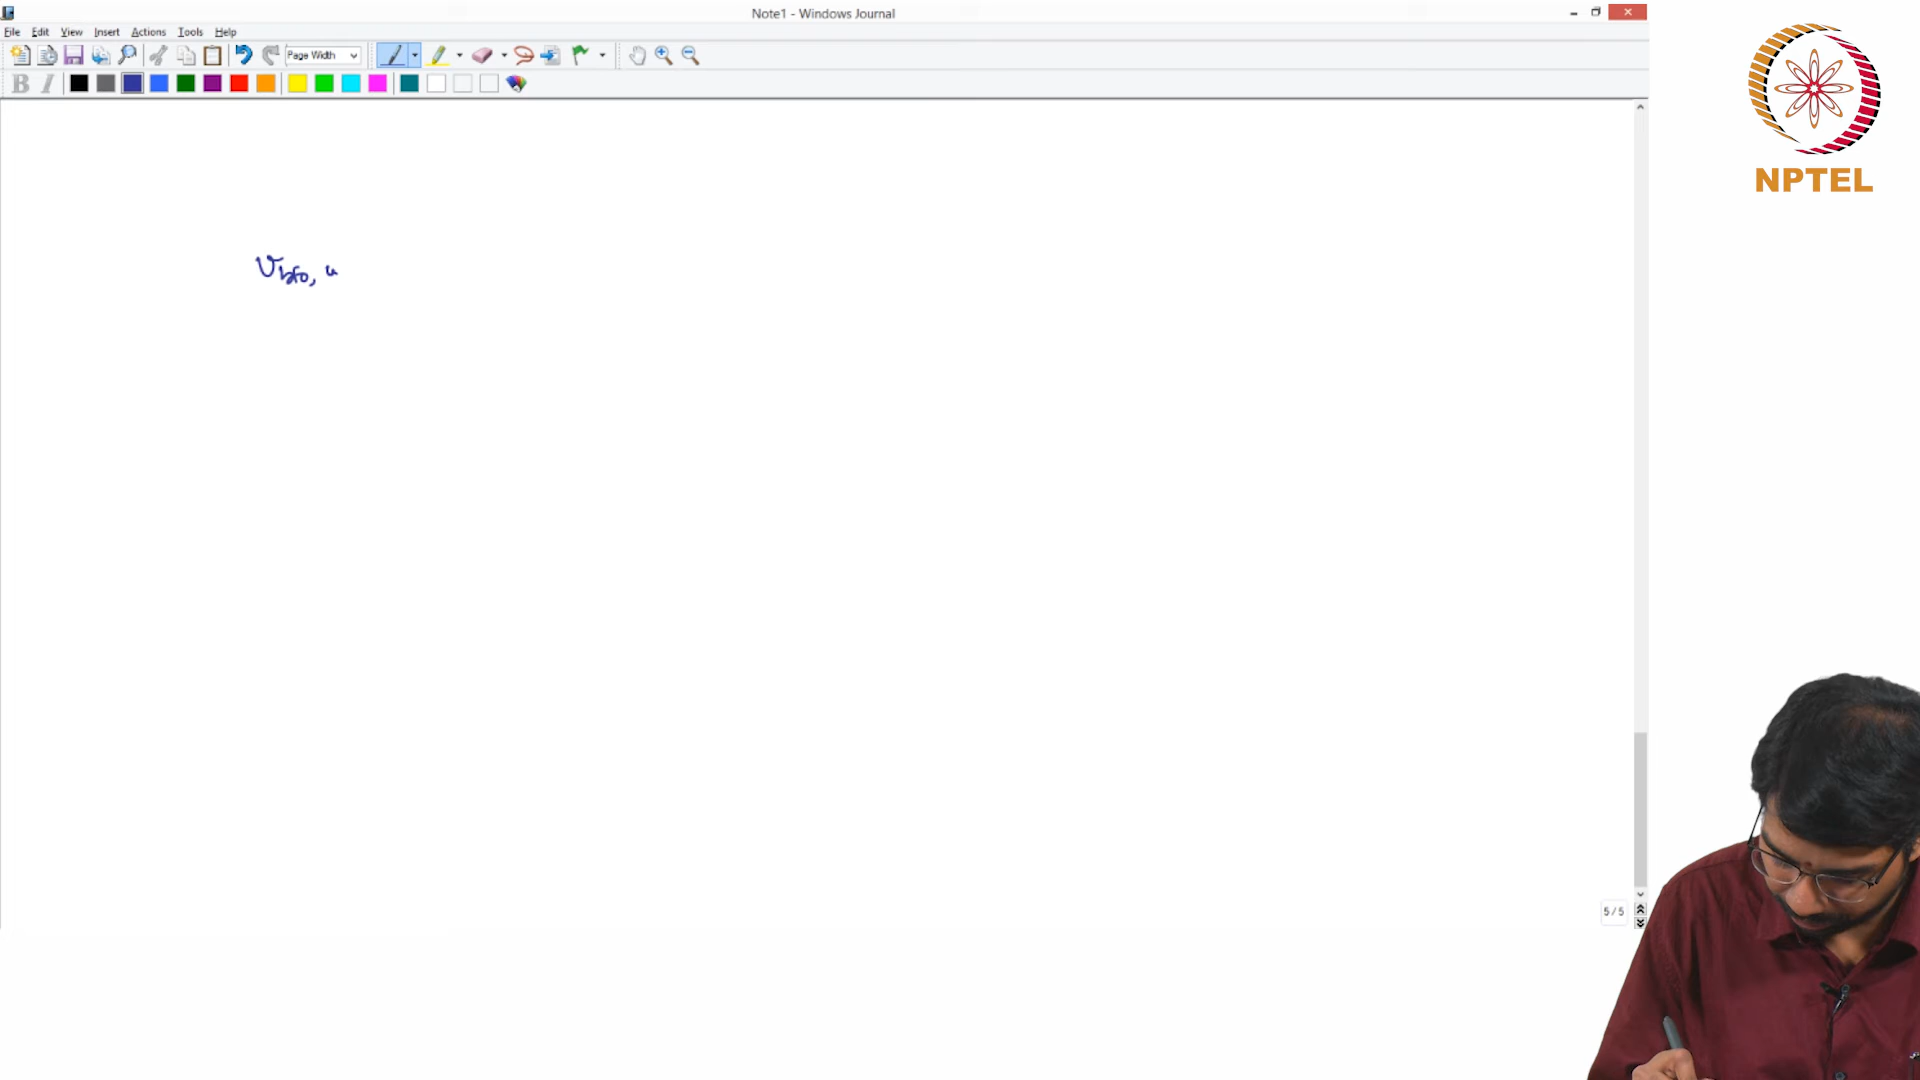 Note1 - Windows Journal
File Edit View Insert Actions Tools Help
Page Width
B I
NPTEL
5 / 5